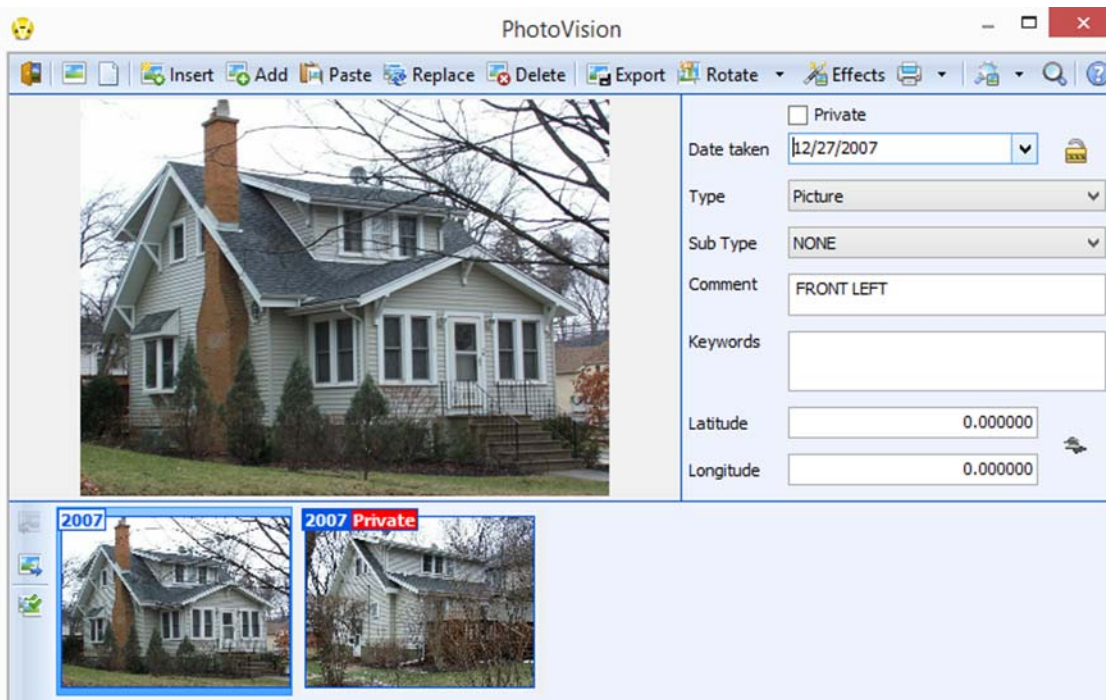 PhotoVision
Insert Add Paste Replace Delete Export Rotate Effects
Private
Date taken 12/27/2007
Type Picture
Sub Type NONE
Comment FRONT LEFT
Keywords
Latitude 0.000000
Longitude 0.000000
2007 2007 Private